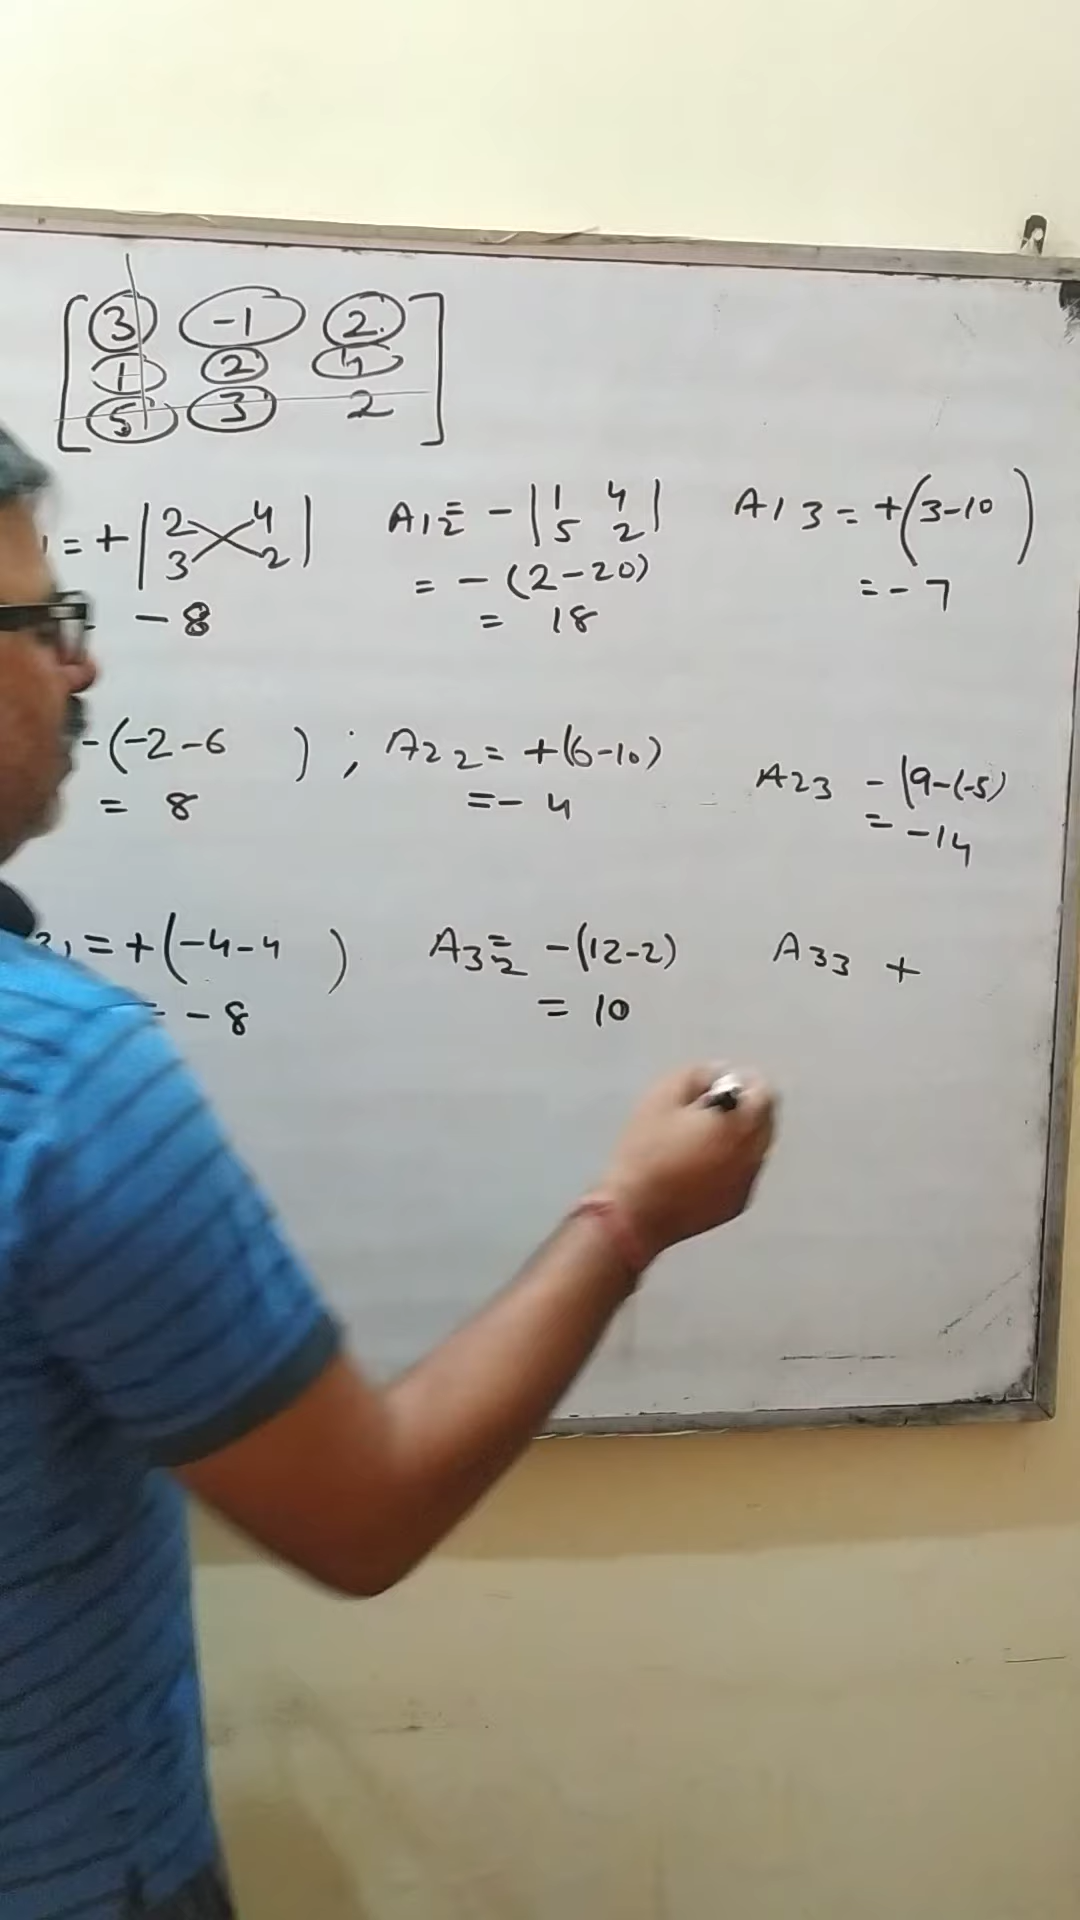 3 -1 2
1 2 4
5 3 2
1 = + | 2 4 | A12 = - | 1 4 | A13 = +(3-10)
3 2 5 2
= - 8 = - (2-20) = - 7
= 18
-(-2-6 ) ; A22 = +(6-10) A23 - (9-(-5)
= 8 = - 4 = -14
31 = +(-4-4 ) A32 = -(12-2) A33 +
= - 8 = 10